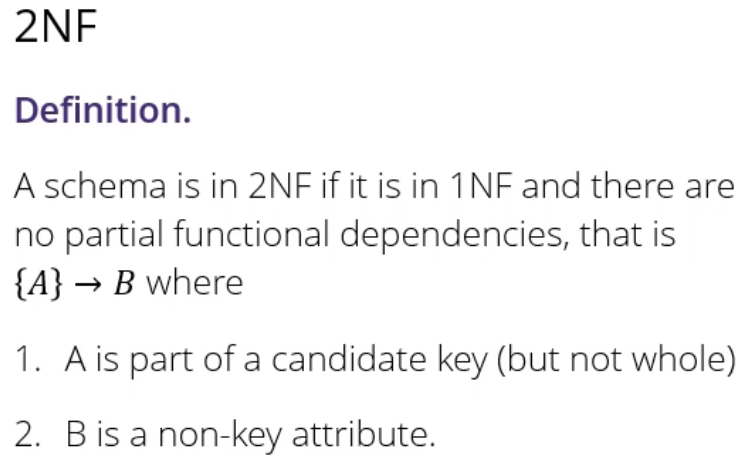 2NF
Definition.
A schema is in 2NF if it is in 1NF and there are
no partial functional dependencies, that is
{A} → B where
1. A is part of a candidate key (but not whole)
2. B is a non-key attribute.